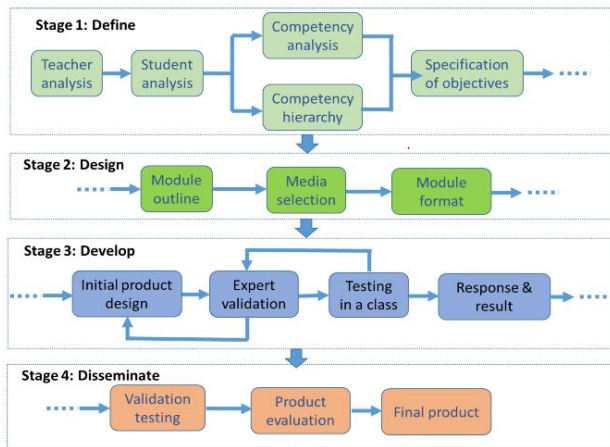 Stage 1: Define
Teacher
analysis
Student
analysis
Competency
analysis
Competency
hierarchy
Specification
of objectives
Stage 2: Design
Module
outline
Media
selection
Module
format
Stage 3: Develop
Initial product
design
Expert
validation
Testing
in a class
Response &
result
Stage 4: Disseminate
Validation
testing
Product
evaluation
Final product